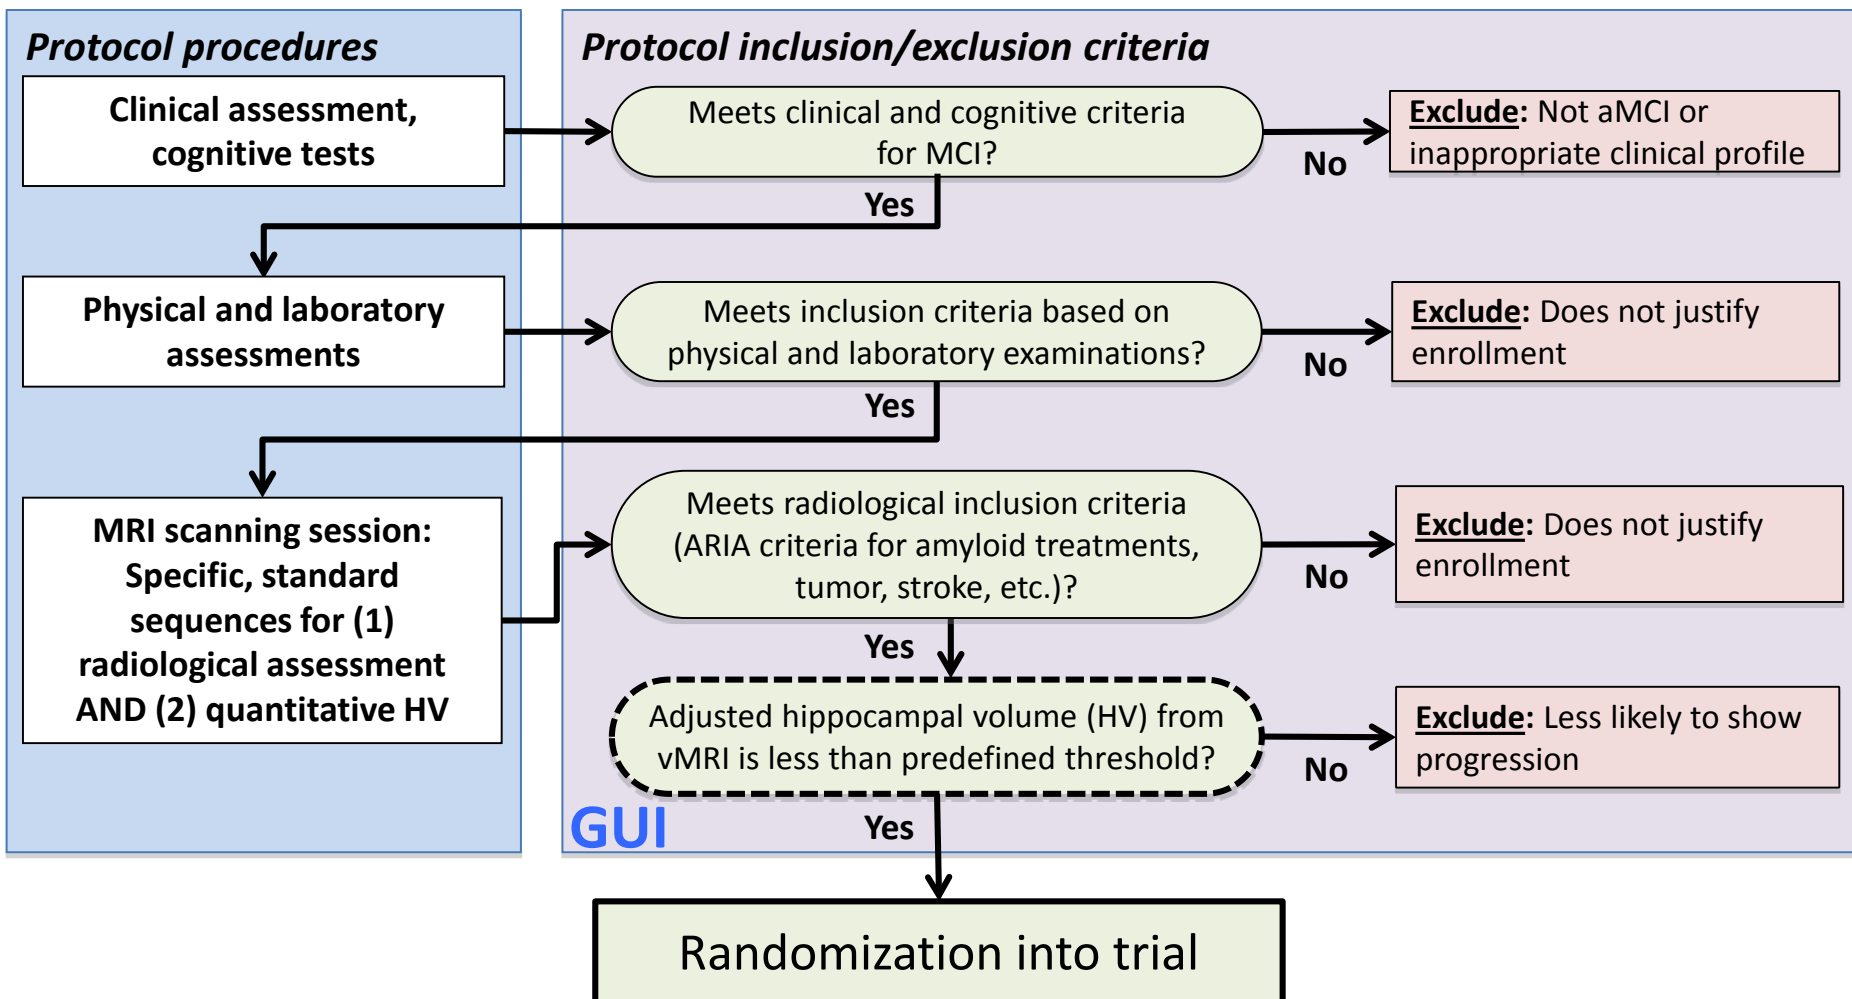 Protocol procedures
Protocol inclusion/exclusion criteria
Clinical assessment,
cognitive tests
Meets clinical and cognitive criteria
for MCI?
No
Exclude: Not aMCI or
inappropriate clinical profile
Yes
Physical and laboratory
assessments
Meets inclusion criteria based on
physical and laboratory examinations?
No
Exclude: Does not justify
enrollment
Yes
MRI scanning session:
Specific, standard
sequences for (1)
radiological assessment
AND (2) quantitative HV
Meets radiological inclusion criteria
(ARIA criteria for amyloid treatments,
tumor, stroke, etc.)?
No
Exclude: Does not justify
enrollment
Yes
Adjusted hippocampal volume (HV) from
vMRI is less than predefined threshold?
No
Exclude: Less likely to show
progression
GUI
Yes
Randomization into trial